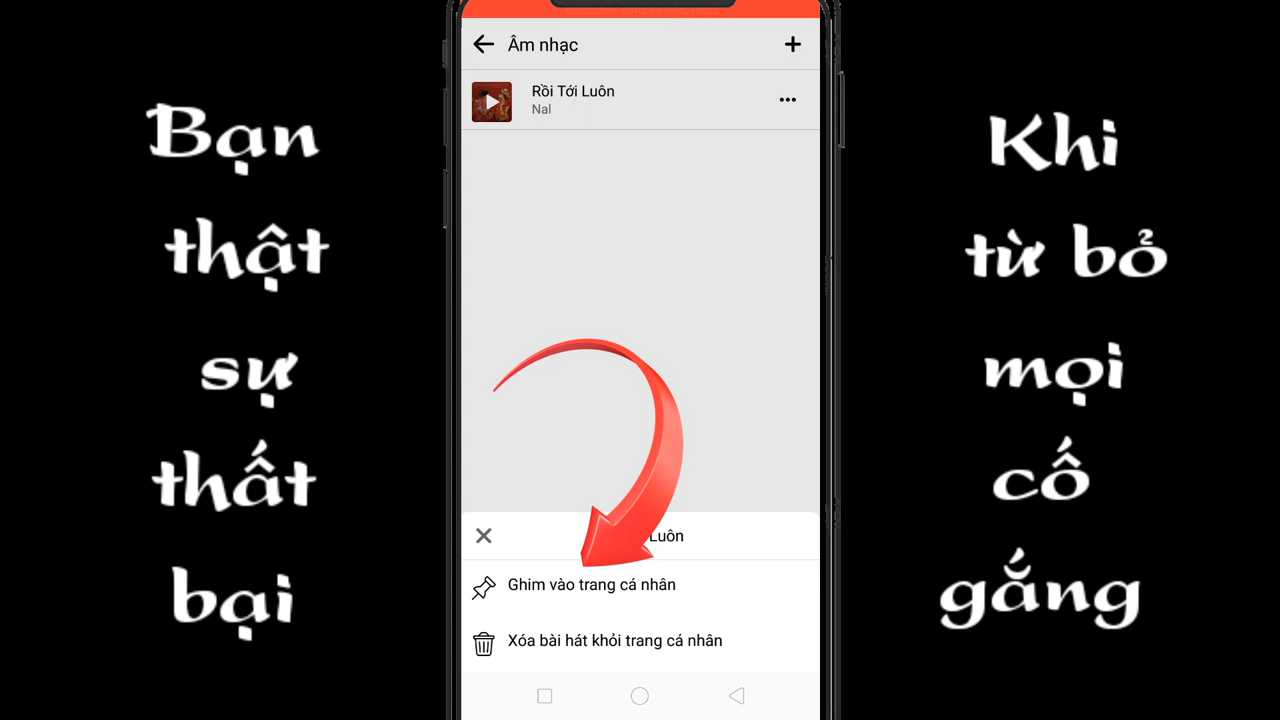 Bạn
thật
sự
thất
bại
Âm nhạc
Rồi Tới Luôn
Nal
Luôn
Ghim vào trang cá nhân
Xóa bài hát khỏi trang cá nhân
Khi
từ bỏ
mọi
cố
gắng